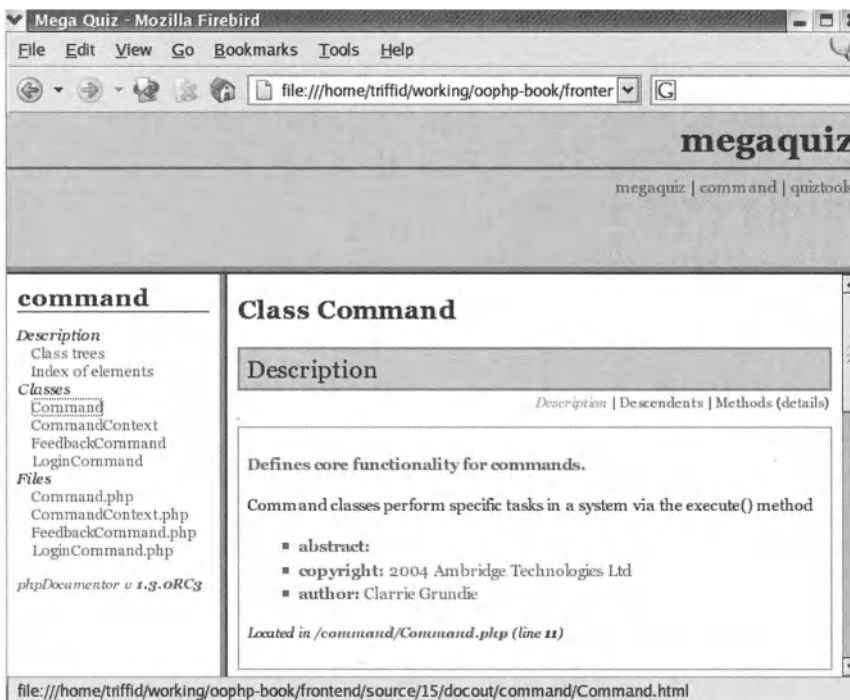 Mega Quiz - Mozilla Firebird
File Edit View Go Bookmarks Tools Help
file:///home/triffid/working/oophp-book/fronter
G
megaquiz
megaquiz | command | quiztools
command
Description
Class trees
Index of elements
Classes
Command
CommandContext
FeedbackCommand
LoginCommand
Files
Command.php
CommandContext.php
FeedbackCommand.php
LoginCommand.php
phpDocumentor v 1.3.0RC3
Class Command
Description
Description | Descendents | Methods (details)
Defines core functionality for commands.
Command classes perform specific tasks in a system via the execute() method
abstract:
copyright: 2004 Ambridge Technologies Ltd
author: Clarrie Grundie
Located in /command/Command.php (line 11)
file:///home/triffid/working/oophp-book/frontend/source/15/docout/command/Command.html